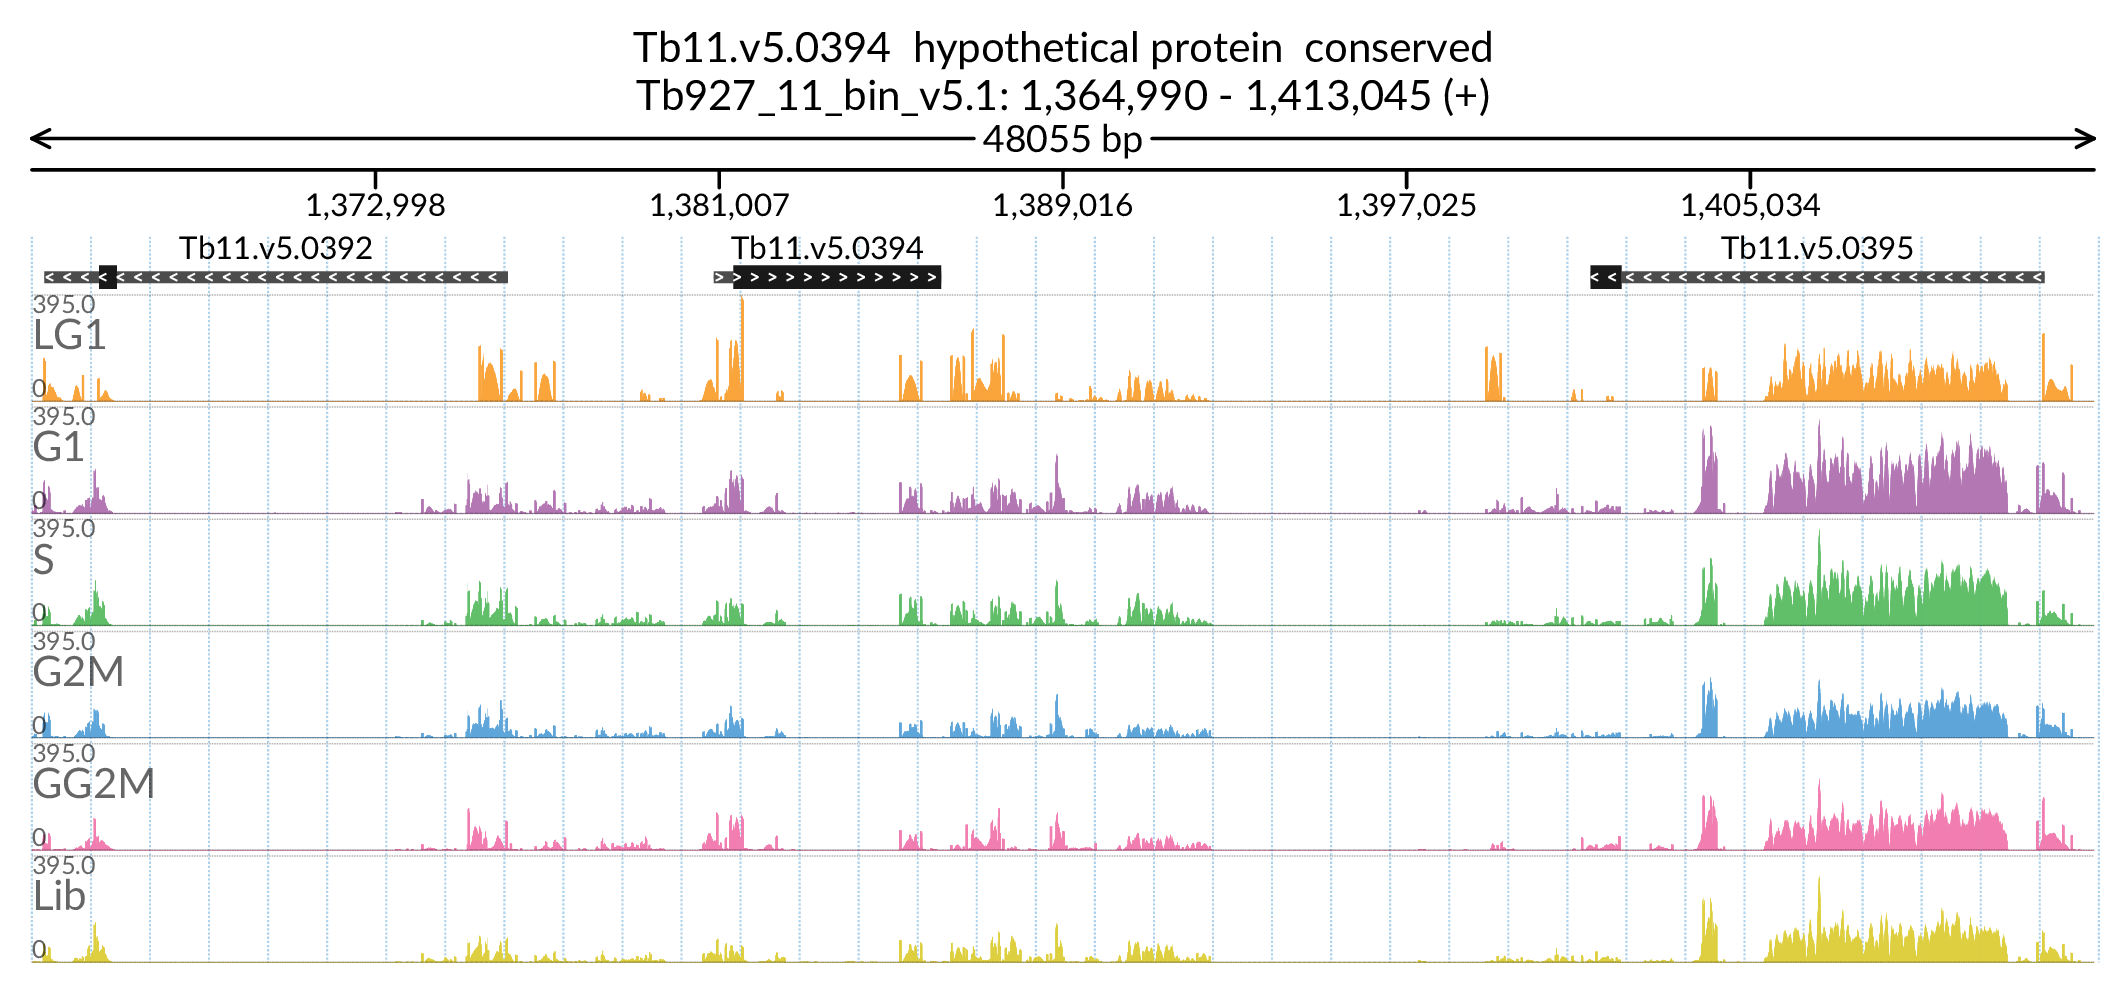 Tb11.v5.0394 hypothetical protein conserved
Tb927_11_bin_v5.1: 1,364,990 - 1,413,045 (+)
48055 bp
1,372,998 1,381,007 1,389,016 1,397,025 1,405,034
Tb11.v5.0392 Tb11.v5.0394 Tb11.v5.0395
395.0
LG1
0
395.0
G1
0
395.0
S
0
395.0
G2M
0
395.0
GG2M
0
395.0
Lib
0